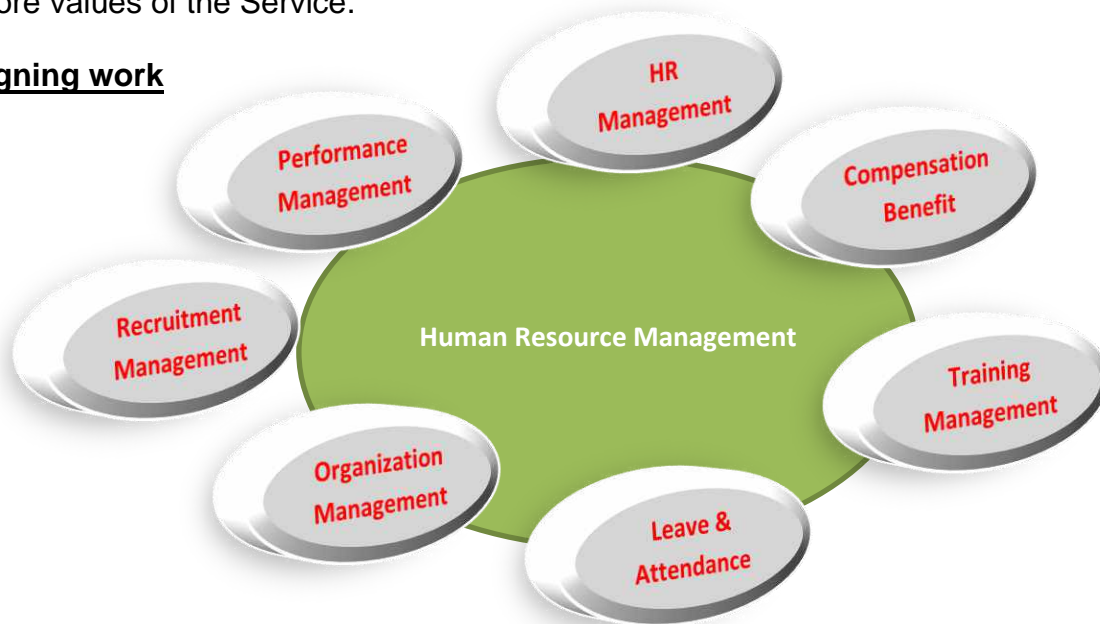 ore values of the Service.
gning work
HR
Management
Performance
Management
Compensation
Benefit
Recruitment
Management
Human Resource Management
Training
Management
Organization
Management
Leave &
Attendance